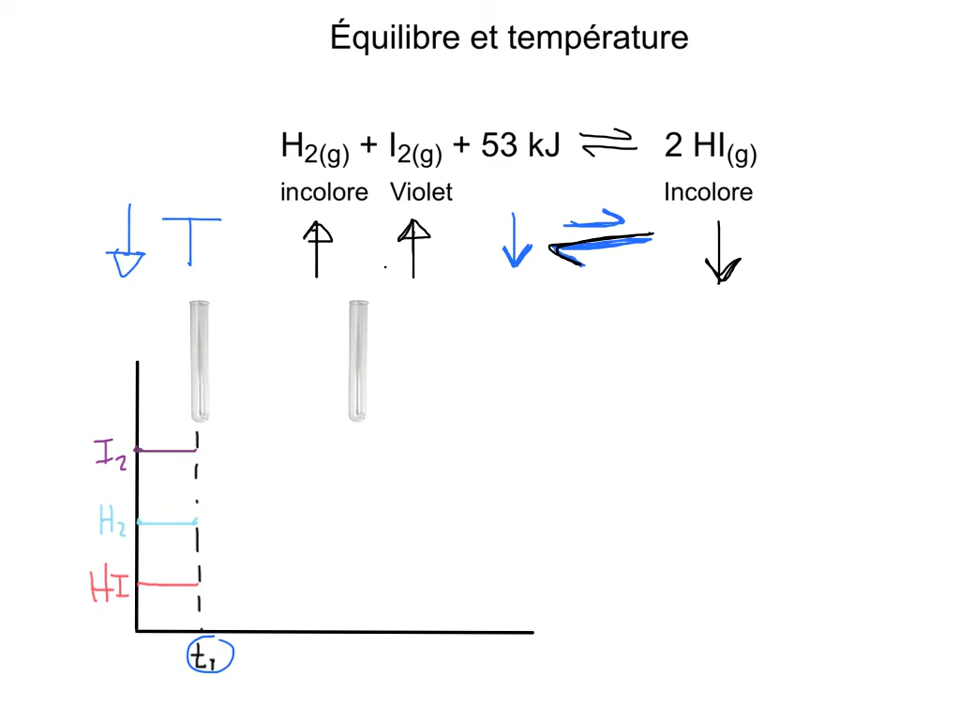 Équilibre et température
H₂(g) + I₂(g) + 53 kJ ⇌ 2 HI(g)
incolore Violet Incolore
T
I₂
H₂
HI
t₁